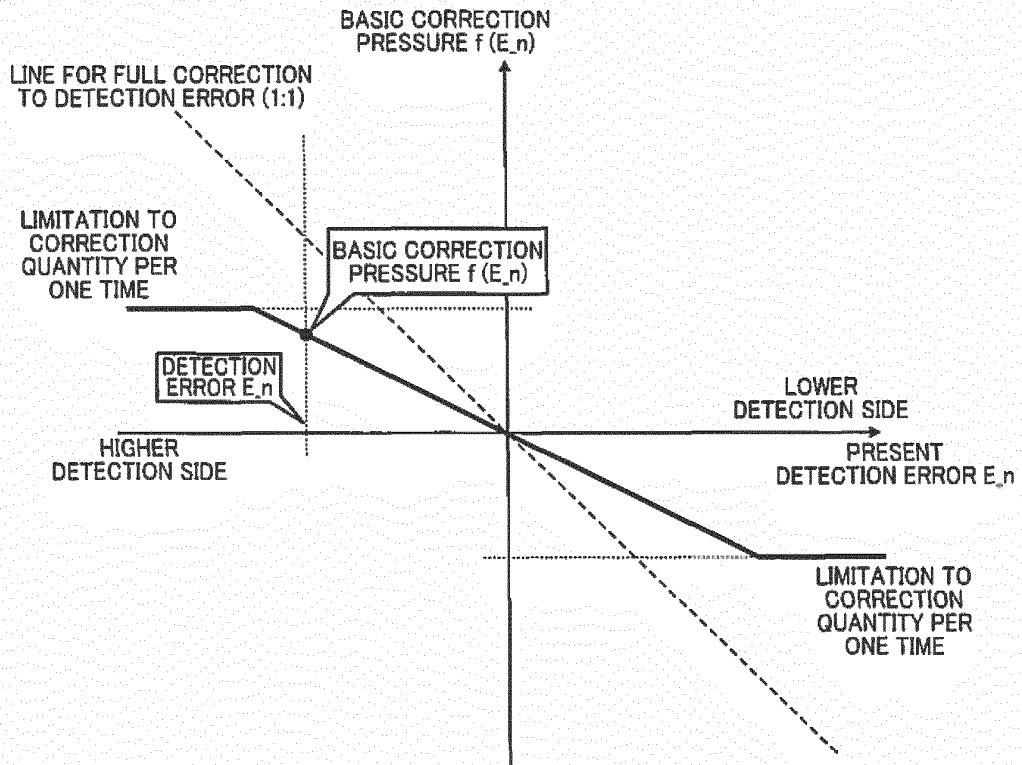 BASIC CORRECTION
PRESSURE f (E_n)
LINE FOR FULL CORRECTION
TO DETECTION ERROR (1:1)
LIMITATION TO
CORRECTION
QUANTITY PER
ONE TIME
BASIC CORRECTION
PRESSURE f (E_n)
DETECTION
ERROR E_n
LOWER
DETECTION SIDE
HIGHER
DETECTION SIDE
PRESENT
DETECTION ERROR E_n
LIMITATION TO
CORRECTION
QUANTITY PER
ONE TIME